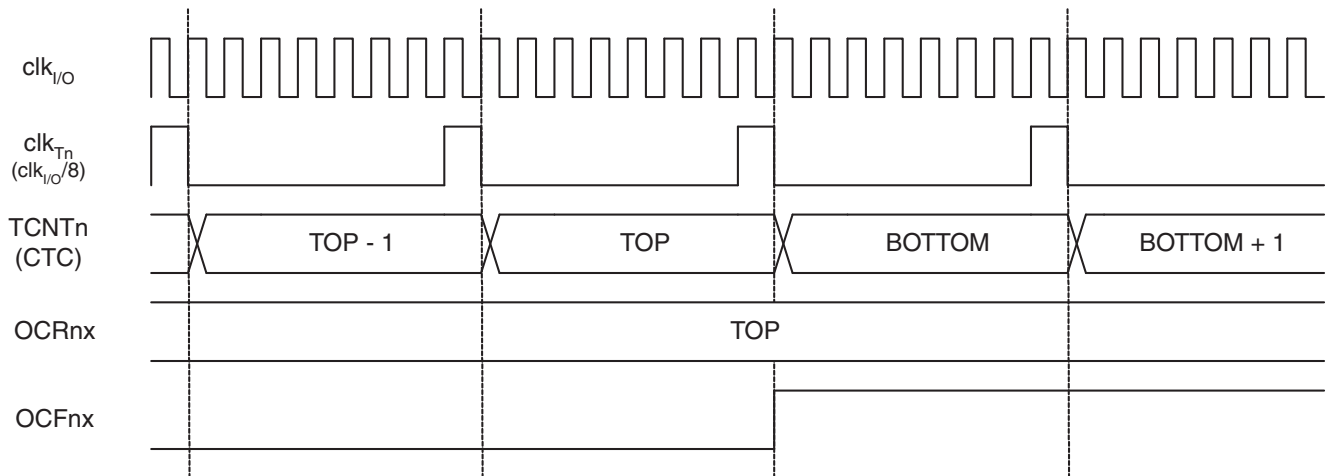 clkI/O
clkTn
(clkI/O/8)
TCNTn
(CTC)
TOP - 1
TOP
BOTTOM
BOTTOM + 1
OCRnx
TOP
OCFnx